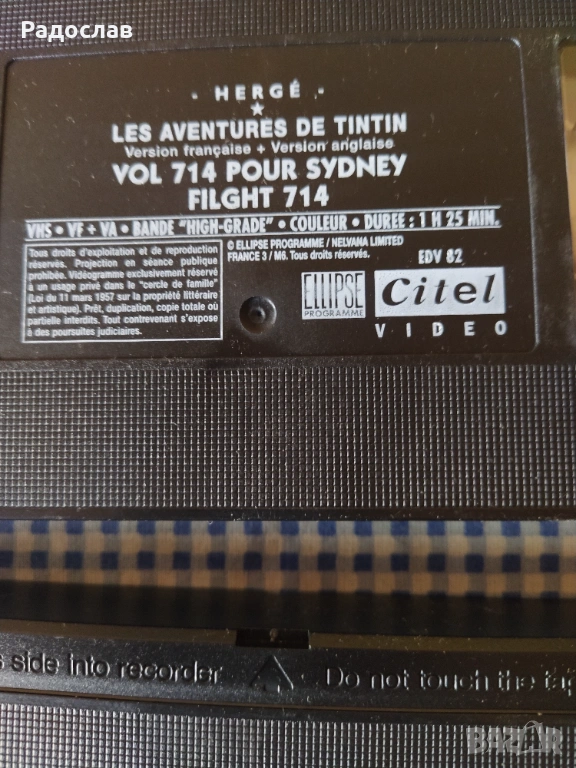 Радослав
· HERGÉ ·
LES AVENTURES DE TINTIN
Version française + Version anglaise
VOL 714 POUR SYDNEY
FILGHT 714
VHS • VF + VA • BANDE "HIGH-GRADE" • COULEUR • DUREE : 1 H 25 MIN.
Tous droits d'exploitation et de reproduction
réservés. Projection en séance publique
prohibée. Vidéogramme exclusivement réservé
à un usage privé dans le "cercle de famille"
(Loi du 11 mars 1957 sur la propriété littéraire
et artistique). Prêt, duplication, copie totale ou
partielle interdits. Tout contrevenant s'expose
à des poursuites judiciaires.
© ELLIPSE PROGRAMME / NELVANA LIMITED
FRANCE 3 / M6. Tous droits réservés.
EDV 82
ELLIPSE
PROGRAMME
Citel
VIDEO
side into recorder
Do not touch the tap
BAZAR